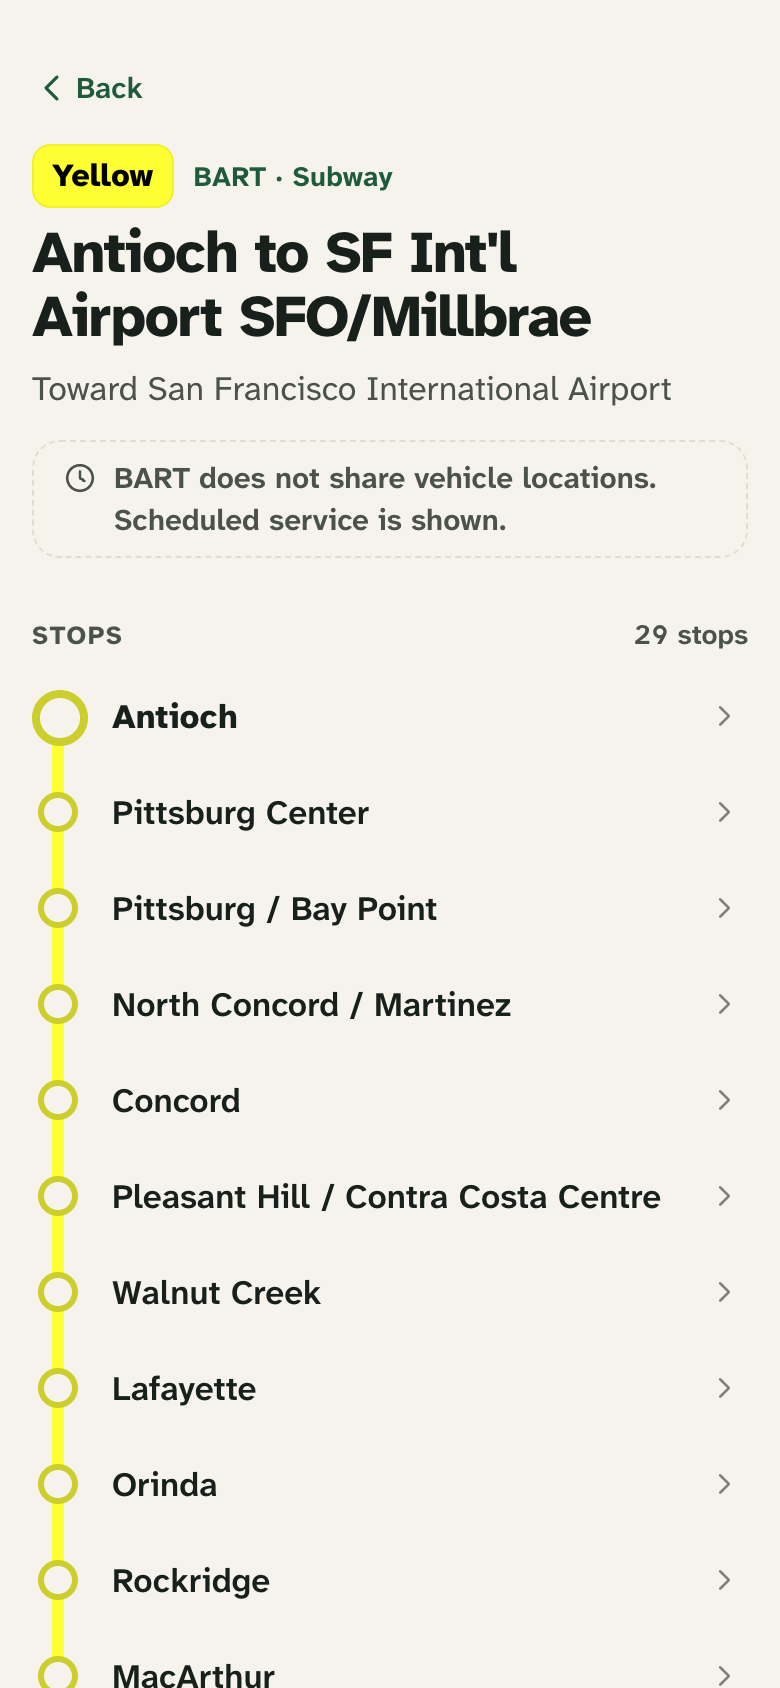 Back
Yellow BART · Subway
Antioch to SF Int'l
Airport SFO/Millbrae
Toward San Francisco International Airport
BART does not share vehicle locations.
Scheduled service is shown.
STOPS 29 stops
Antioch
Pittsburg Center
Pittsburg / Bay Point
North Concord / Martinez
Concord
Pleasant Hill / Contra Costa Centre
Walnut Creek
Lafayette
Orinda
Rockridge
MacArthur